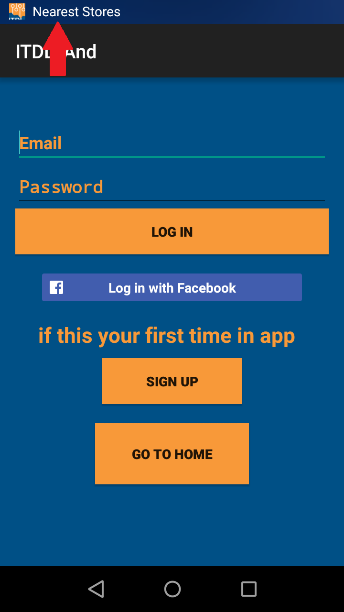 Nearest Stores
And
Email
Password
LOG IN
Log in with Facebook
if this your first time in app
SIGN UP
GO TO HOME